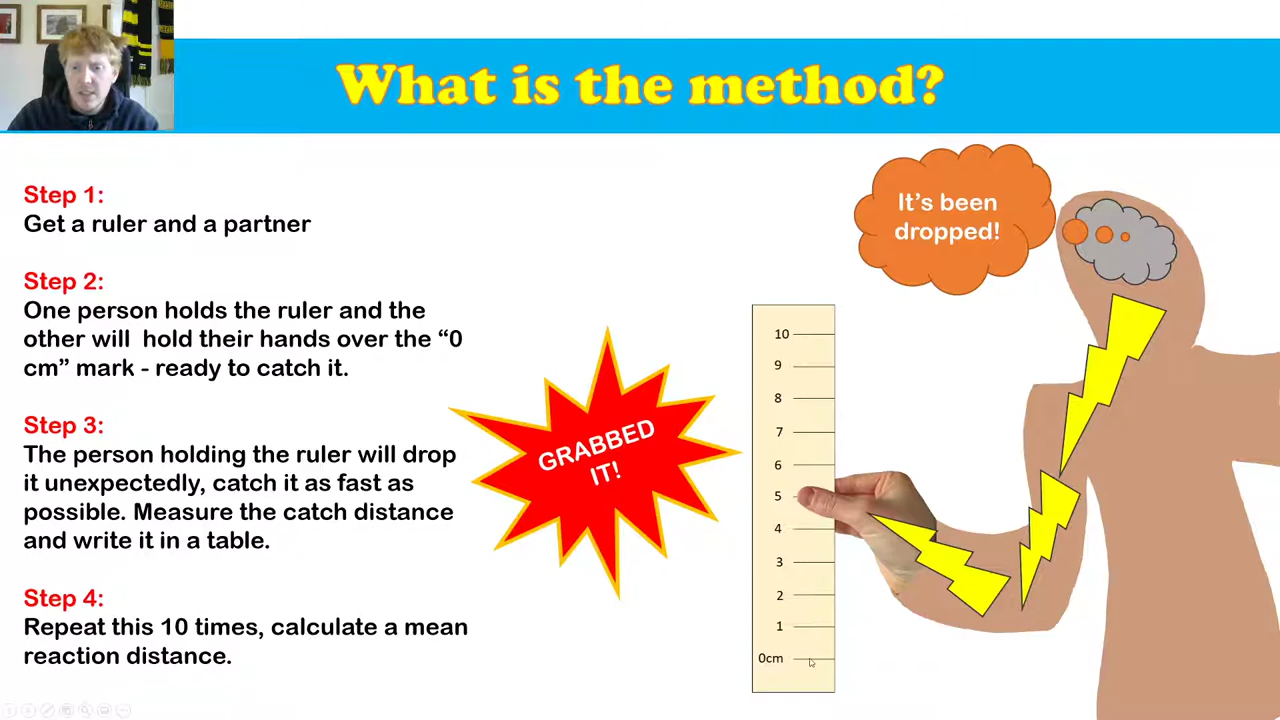 What is the method?
Step 1:
Get a ruler and a partner
Step 2:
One person holds the ruler and the
other will hold their hands over the “0
cm” mark - ready to catch it.
Step 3:
The person holding the ruler will drop
it unexpectedly, catch it as fast as
possible. Measure the catch distance
and write it in a table.
Step 4:
Repeat this 10 times, calculate a mean
reaction distance.
GRABBED
IT!
It’s been
dropped!
10
9
8
7
6
5
4
3
2
1
0cm